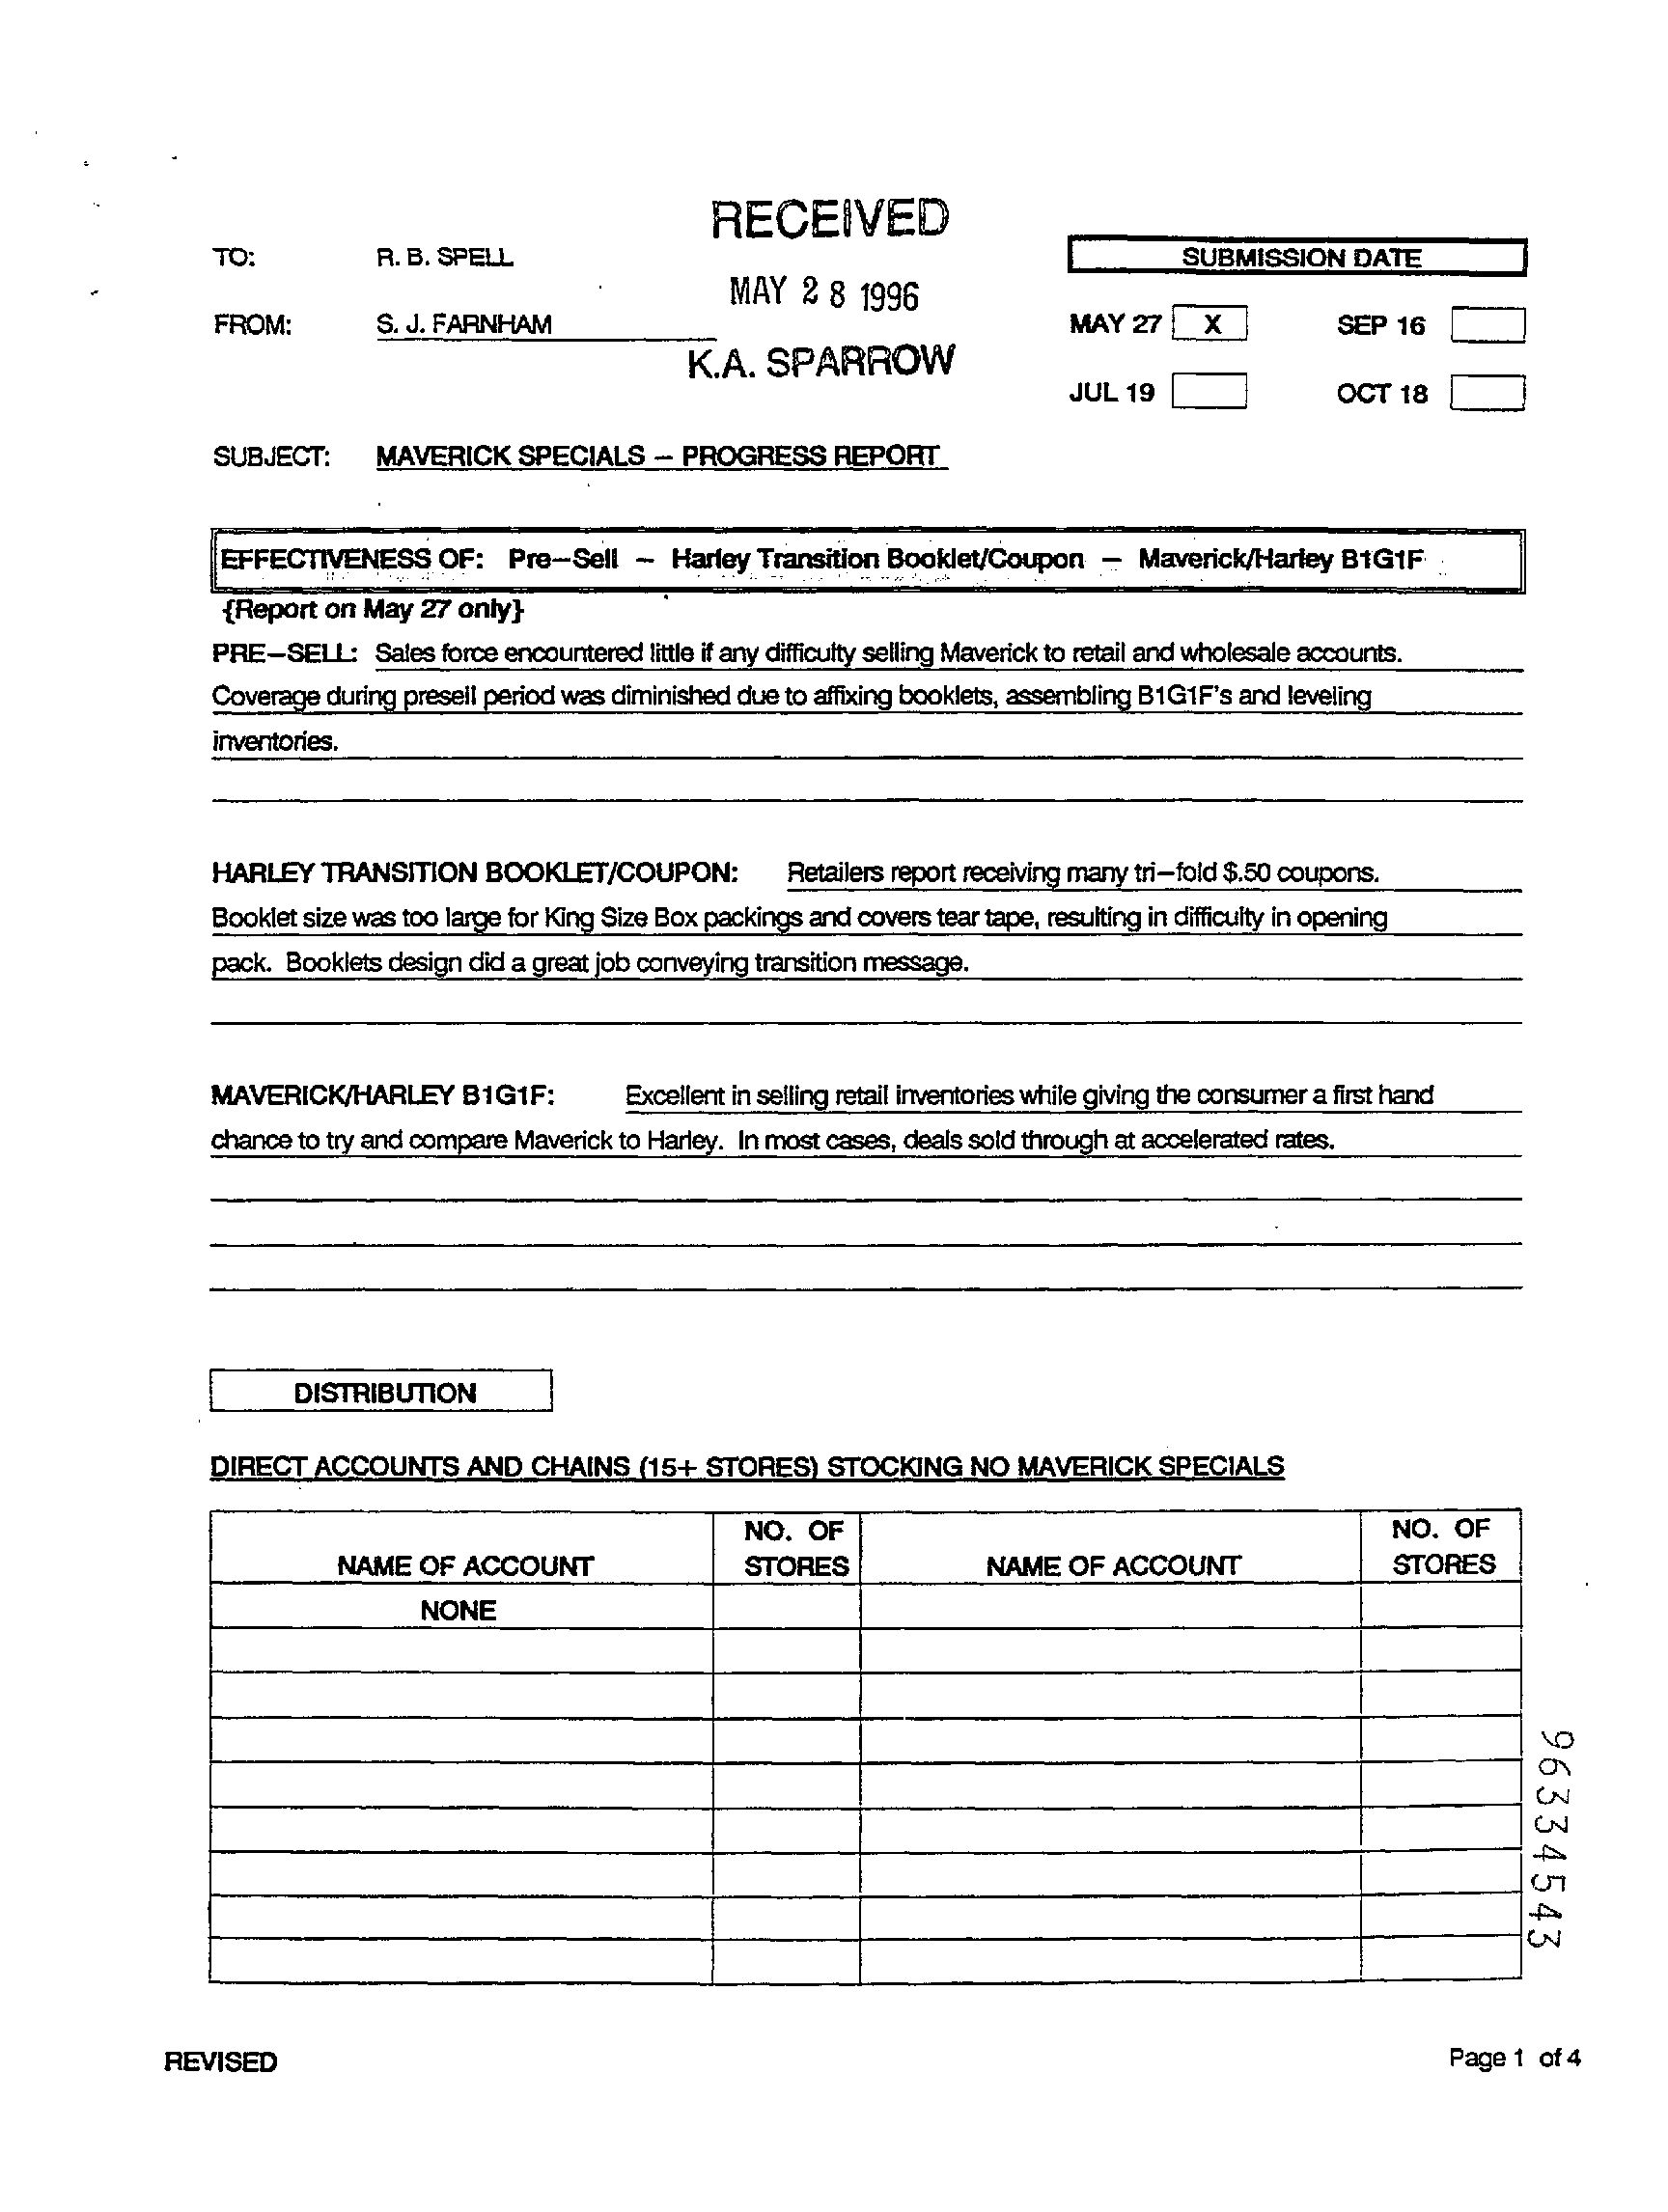 RECEIVED
TO: R. B. SPELL
SUBMISSION DATE
MAY 28 1996
FROM: S. J. FARNHAM
MAY 27 X SEP 16
K.A. SPARROW
JUL 19 OCT 18
SUBJECT: MAVERICK SPECIALS – PROGRESS REPORT
EFFECTIVENESS OF: Pre–Sell – Harley Transition Booklet/Coupon – Maverick/Harley B1G1F
{Report on May 27 only}
PRE–SELL: Sales force encountered little if any difficulty selling Maverick to retail and wholesale accounts.
Coverage during presell period was diminished due to affixing booklets, assembling B1G1F's and leveling
inventories.
HARLEY TRANSITION BOOKLET/COUPON: Retailers report receiving many tri–fold $.50 coupons.
Booklet size was too large for King Size Box packings and covers tear tape, resulting in difficulty in opening
pack. Booklets design did a great job conveying transition message.
MAVERICK/HARLEY B1G1F: Excellent in selling retail inventories while giving the consumer a first hand
chance to try and compare Maverick to Harley. In most cases, deals sold through at accelerated rates.
DISTRIBUTION
DIRECT ACCOUNTS AND CHAINS (15+ STORES) STOCKING NO MAVERICK SPECIALS
NO. OF NO. OF
NAME OF ACCOUNT STORES NAME OF ACCOUNT STORES
NONE
96334543
REVISED
Page 1 of 4